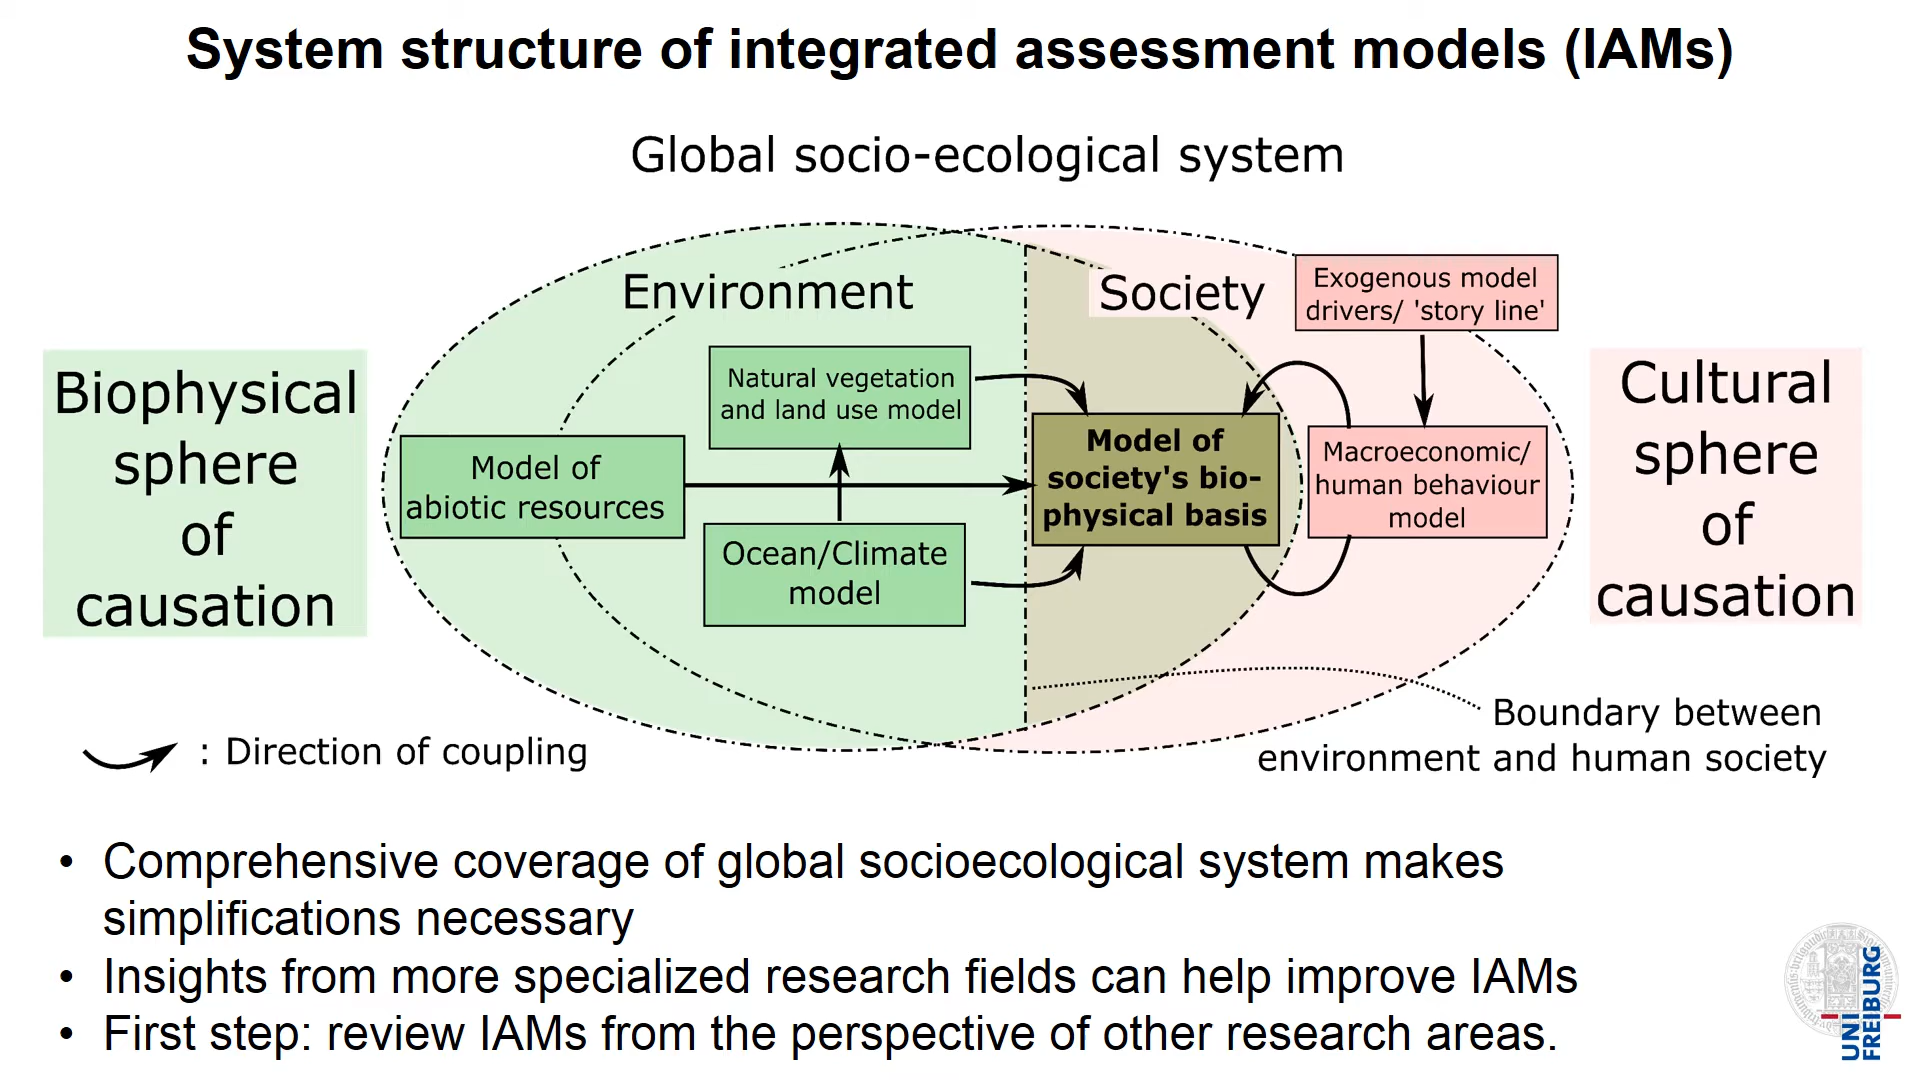 System structure of integrated assessment models (IAMs)
Global socio-ecological system
Environment
Society
Exogenous model
drivers/ 'story line'
Biophysical
sphere
of
causation
Natural vegetation
and land use model
Model of
abiotic resources
Ocean/Climate
model
Model of
society's bio-
physical basis
Macroeconomic/
human behaviour
model
Cultural
sphere
of
causation
: Direction of coupling
Boundary between
environment and human society
• Comprehensive coverage of global socioecological system makes
simplifications necessary
• Insights from more specialized research fields can help improve IAMs
• First step: review IAMs from the perspective of other research areas.
UNI
FREIBURG